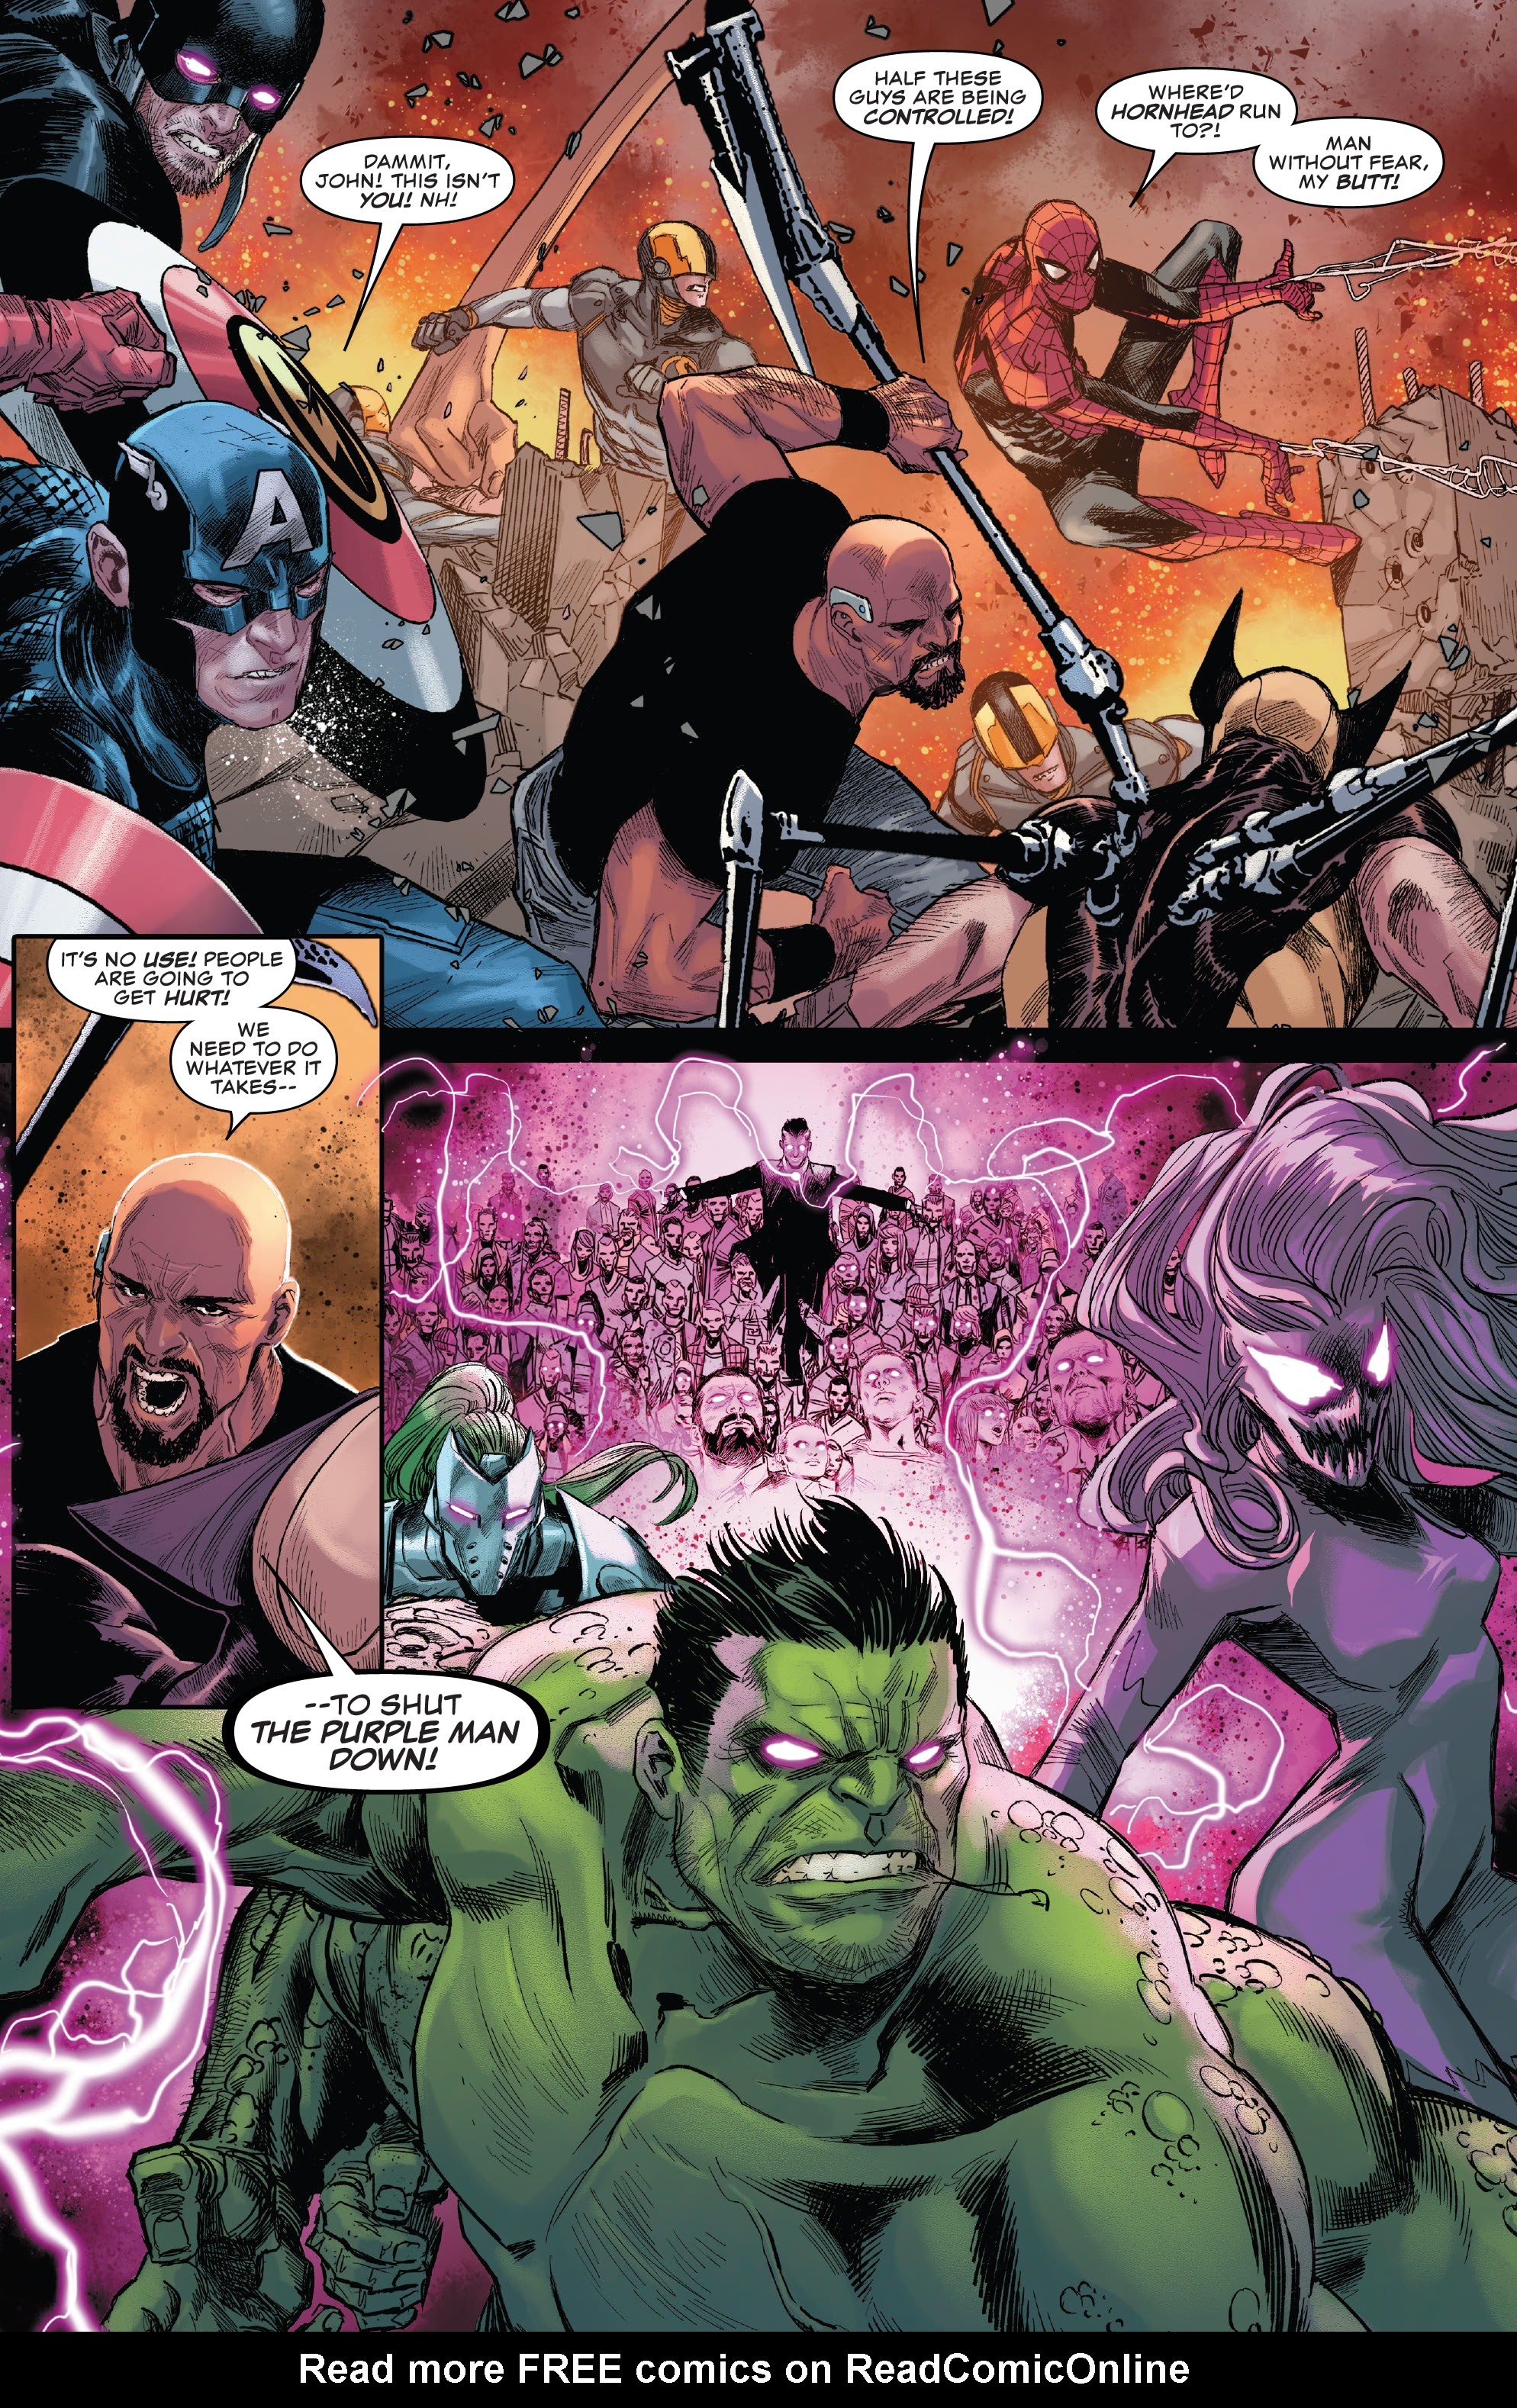 DAMMIT,
JOHN! THIS ISN'T
YOU! NH!
HALF THESE
GUYS ARE BEING
CONTROLLED!
WHERE'D
HORNHEAD RUN
TO?!
MAN
WITHOUT FEAR,
MY BUTT!
A
IT'S NO USE! PEOPLE
ARE GOING TO
GET HURT!
WE
NEED TO DO
WHATEVER IT
TAKES--
--TO SHUT
THE PURPLE MAN
DOWN!
Read more FREE comics on ReadComicOnline